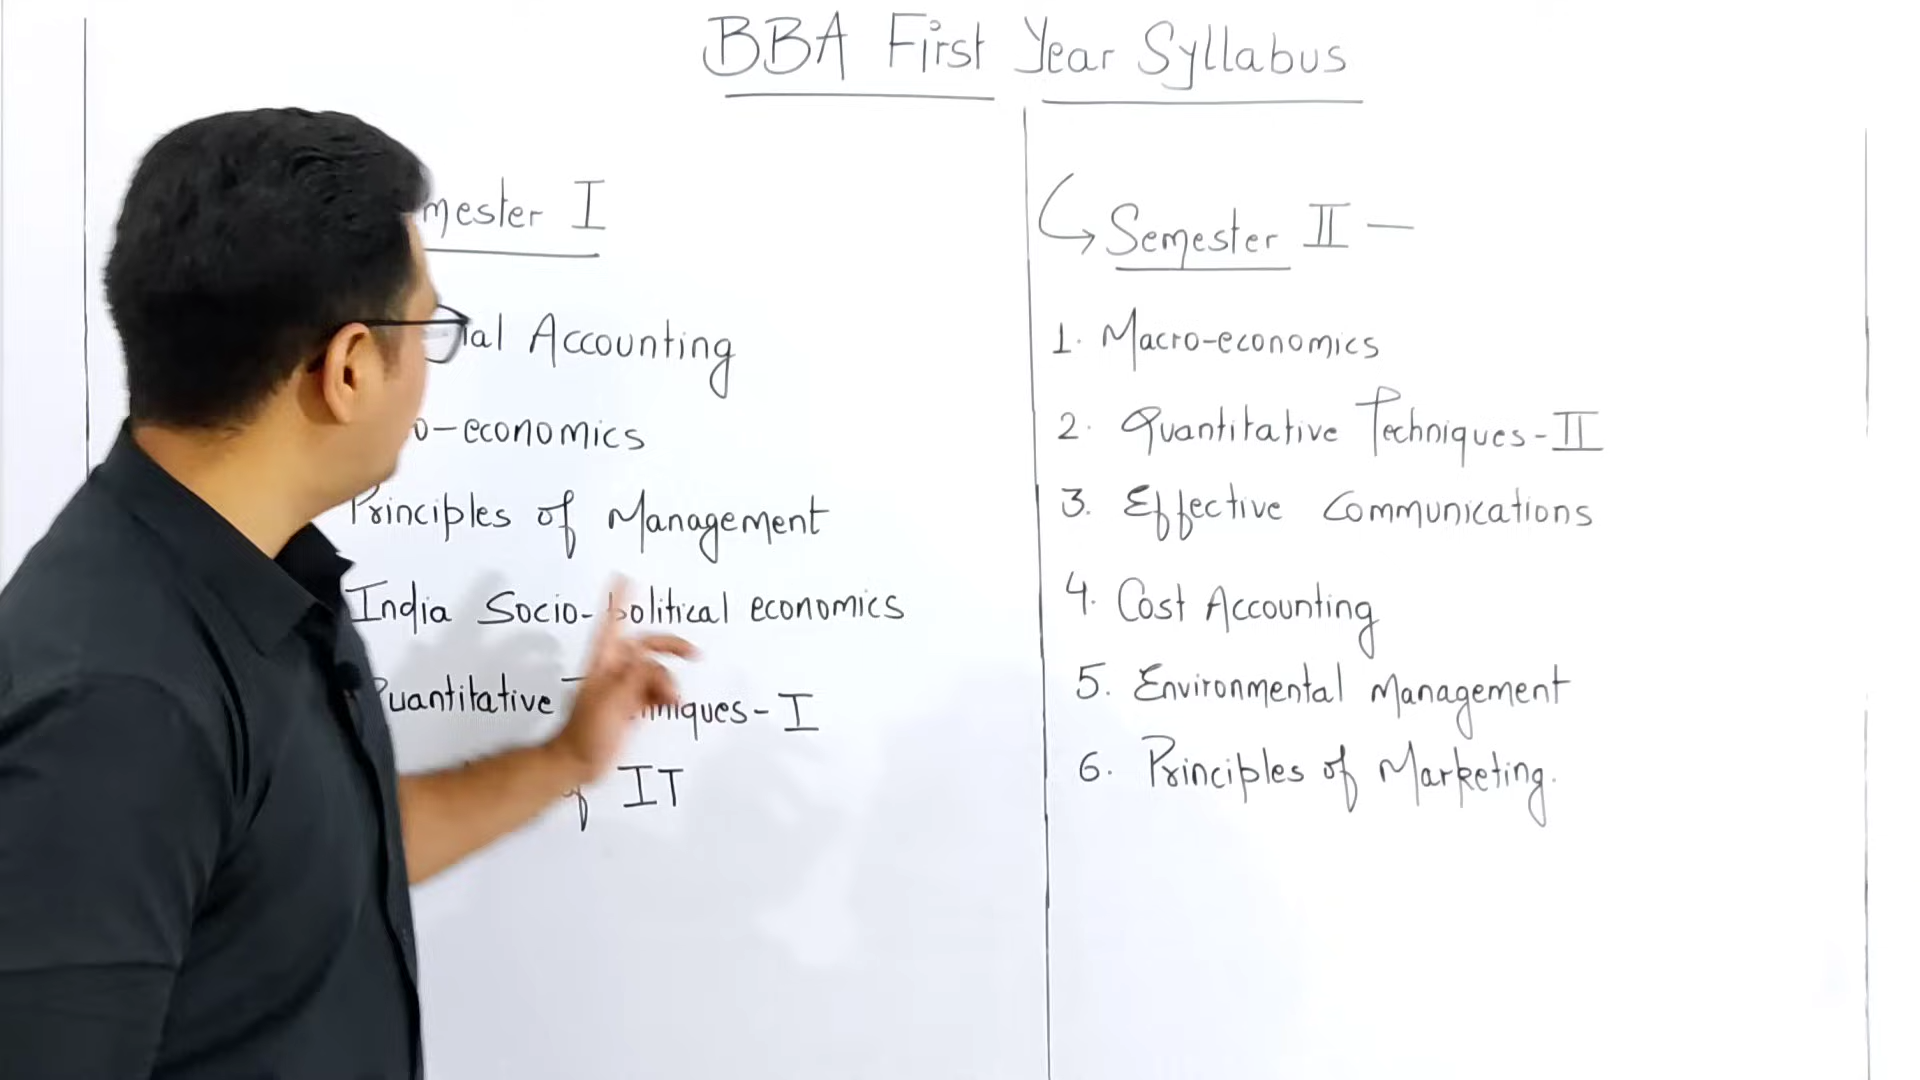 BBA First Year Syllabus
mester I
ial Accounting
o-economics
Principles of Management
India Socio-political economics
Quantitative Techniques-I
of IT
Semester II —
1. Macro-economics
2. Quantitative Techniques-II
3. Effective Communications
4. Cost Accounting
5. Environmental Management
6. Principles of Marketing.